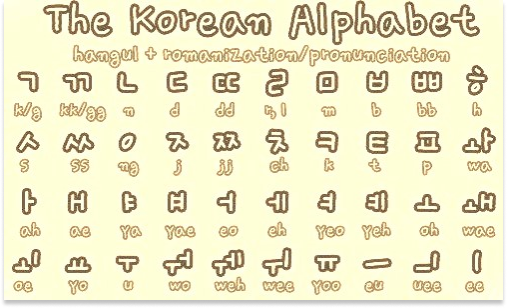 The Korean Alphabet
hangul + romanization/pronunciation
ㄱ ㄲ ㄴ ㄷ ㄸ ㄹ ㅁ ㅂ ㅃ ㅎ
k/g kk/gg n d dd r,l m b bb h
ㅅ ㅆ ㅇ ㅈ ㅉ ㅊ ㅋ ㅌ ㅍ ㅘ
s ss ng j jj ch k t p wa
ㅏ ㅐ ㅑ ㅒ ㅓ ㅔ ㅕ ㅖ ㅗ ㅙ
ah ae ya yae eo eh yeo yeh oh wae
ㅚ ㅛ ㅜ ㅝ ㅞ ㅟ ㅠ ㅡ ㅢ ㅣ
oe yo u wo weh wee yoo eu uee ee